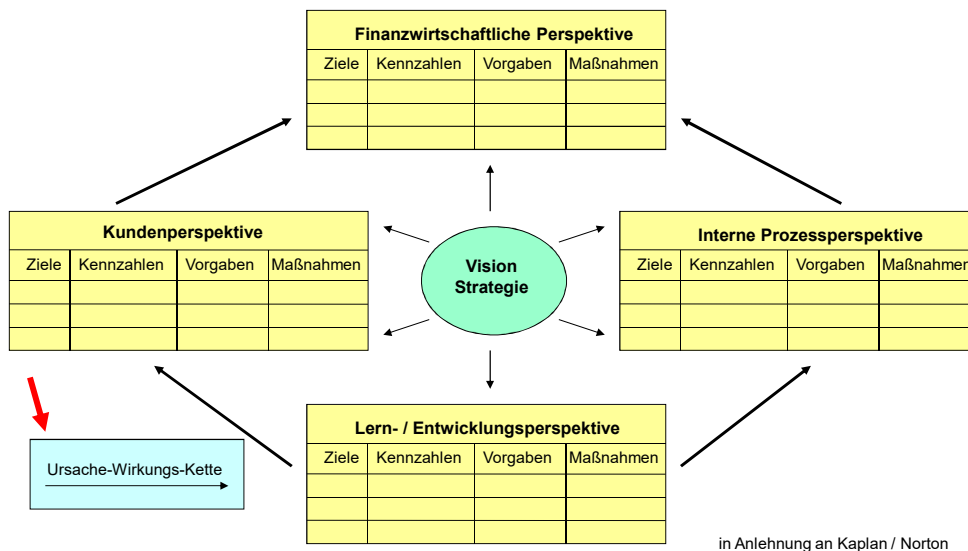 Finanzwirtschaftliche Perspektive
Ziele Kennzahlen Vorgaben Maßnahmen
Kundenperspektive
Ziele Kennzahlen Vorgaben Maßnahmen
Vision
Strategie
Interne Prozessperspektive
Ziele Kennzahlen Vorgaben Maßnahmen
Lern- / Entwicklungsperspektive
Ziele Kennzahlen Vorgaben Maßnahmen
Ursache-Wirkungs-Kette
in Anlehnung an Kaplan / Norton